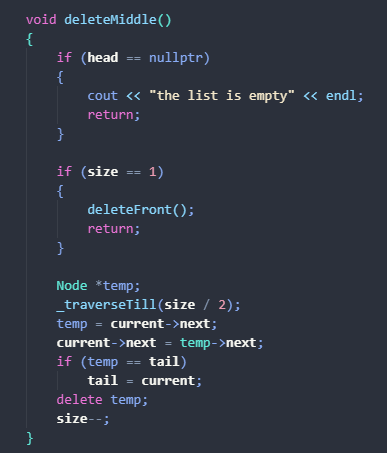 void deleteMiddle()
{
if (head == nullptr)
{
cout << "the list is empty" << endl;
return;
}
if (size == 1)
{
deleteFront();
return;
}
Node *temp;
_traverseTill(size / 2);
temp = current->next;
current->next = temp->next;
if (temp == tail)
tail = current;
delete temp;
size--;
}